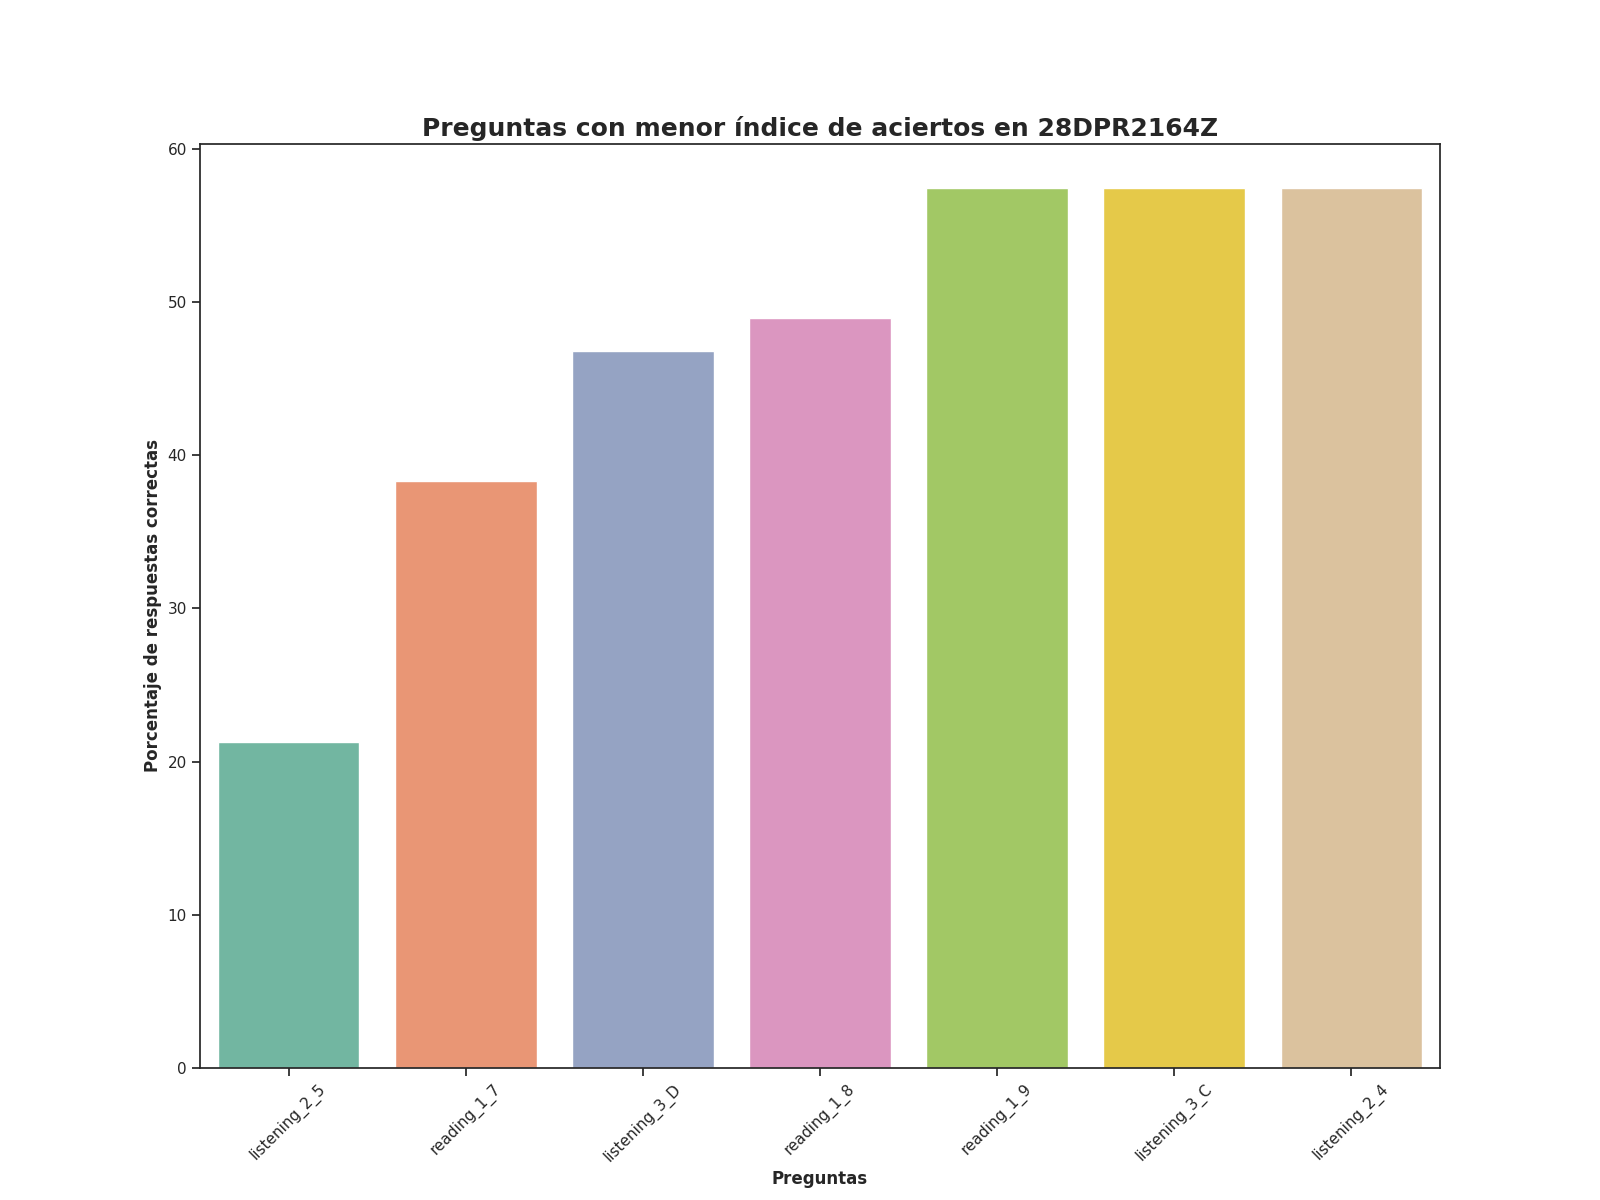 Preguntas con menor índice de aciertos en 28DPR2164Z
Porcentaje de respuestas correctas
60
50
40
30
20
10
0
listening_2_5
reading_1_7
listening_3_D
reading_1_8
reading_1_9
listening_3_C
listening_2_4
Preguntas